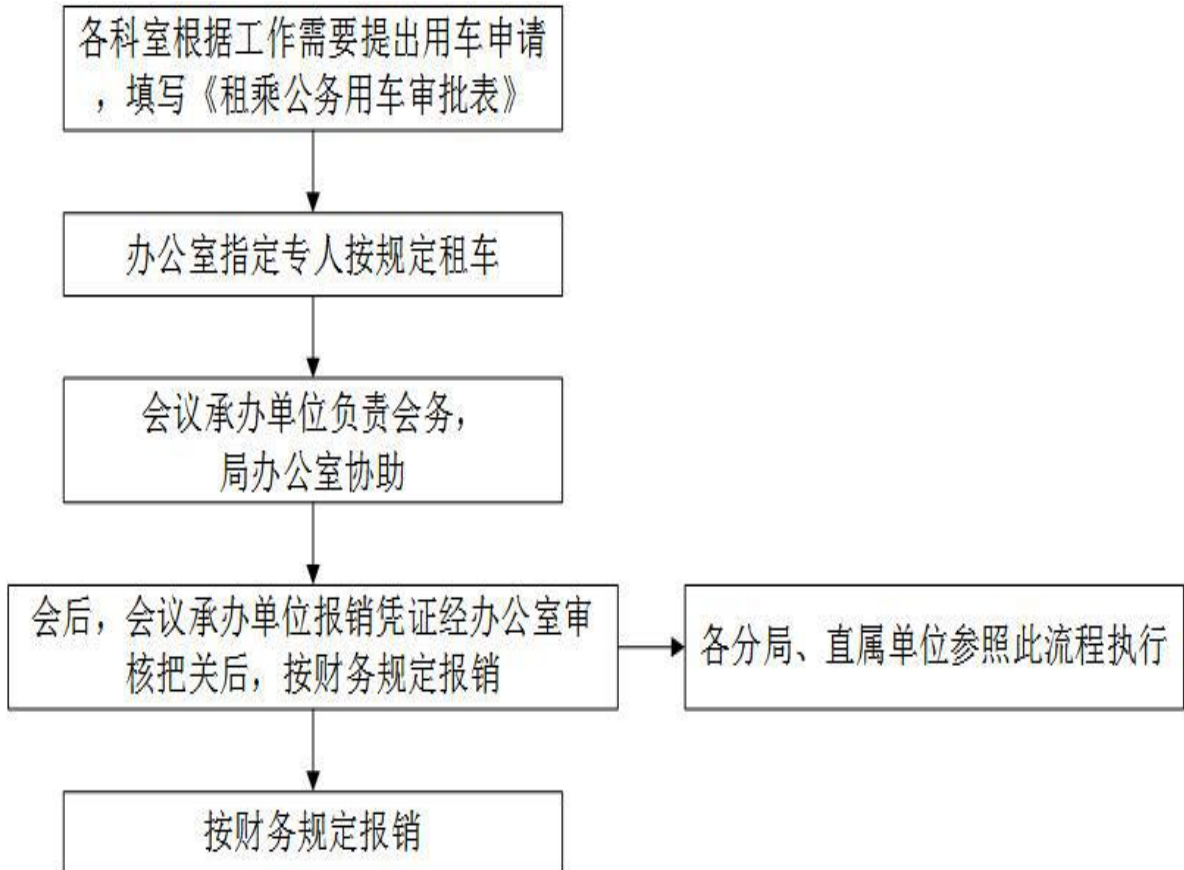 各科室根据工作需要提出用车申请
，填写《租乘公务用车审批表》
办公室指定专人按规定租车
会议承办单位负责会务，
局办公室协助
会后，会议承办单位报销凭证经办公室审
核把关后，按财务规定报销
各分局、直属单位参照此流程执行
按财务规定报销